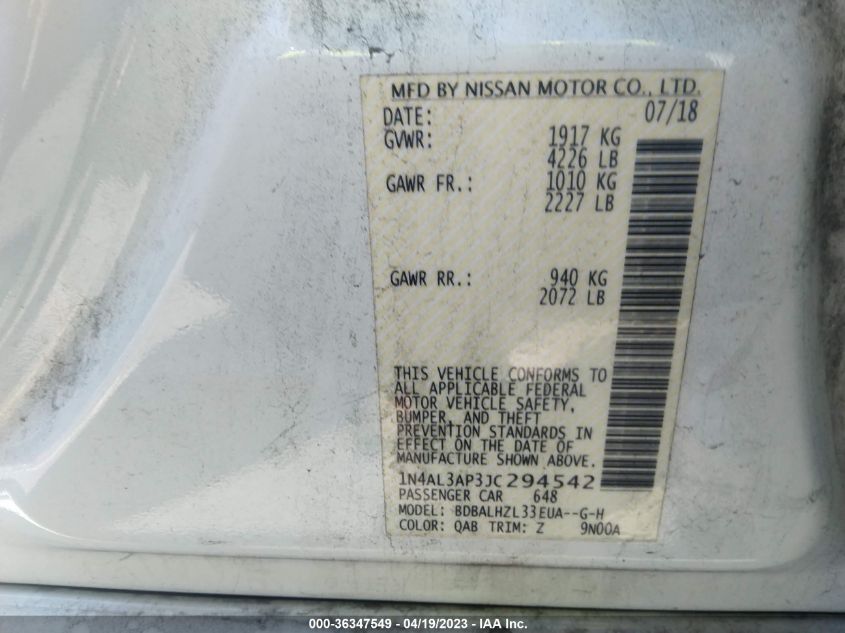 MFD BY NISSAN MOTOR CO., LTD.
DATE: 07/18
GVWR: 1917 KG
4226 LB
GAWR FR.: 1010 KG
2227 LB
GAWR RR.: 940 KG
2072 LB
THIS VEHICLE CONFORMS TO
ALL APPLICABLE FEDERAL
MOTOR VEHICLE SAFETY,
BUMPER, AND THEFT
PREVENTION STANDARDS IN
EFFECT ON THE DATE OF
MANUFACTURE SHOWN ABOVE.
1N4AL3AP3JC294542
PASSENGER CAR 648
MODEL: BDBALHZL33EUA--G-H
COLOR: QAB TRIM: Z 9N00A
000-36347549 - 04/19/2023 - IAA Inc.